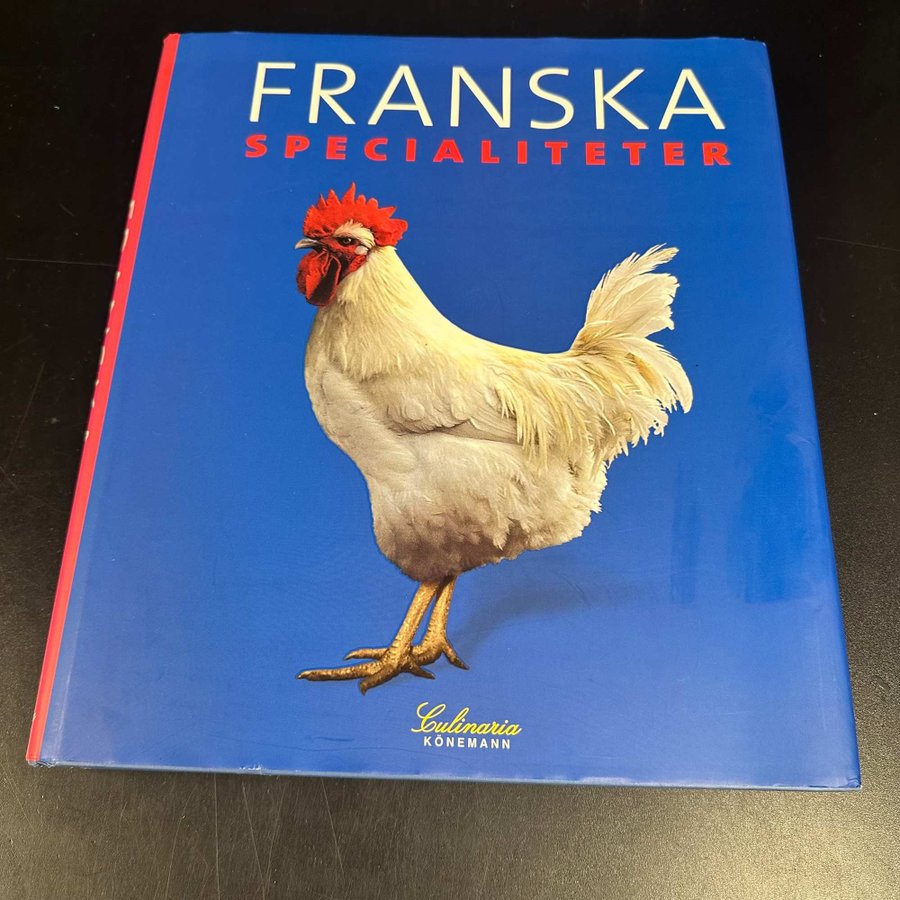 FRANSKA
SPECIALITETER
Culinaria
KÖNEMANN